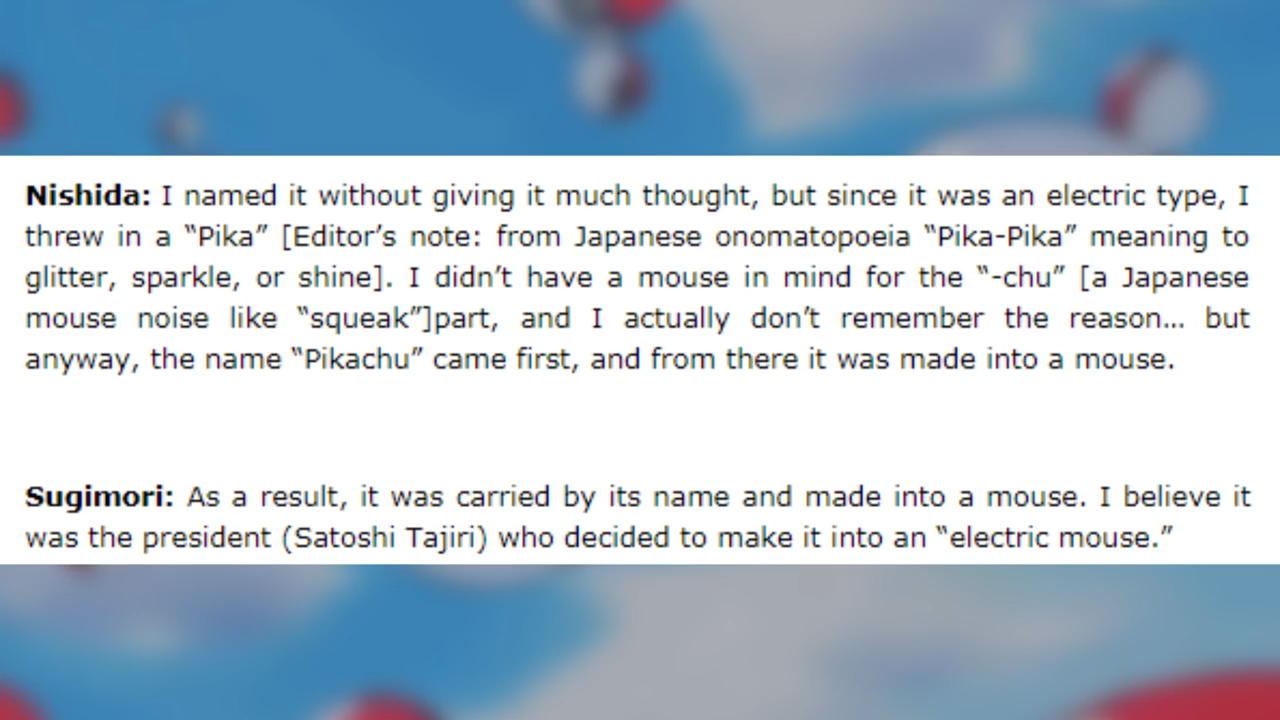 Nishida: I named it without giving it much thought, but since it was an electric type, I
threw in a “Pika” [Editor’s note: from Japanese onomatopoeia “Pika-Pika” meaning to
glitter, sparkle, or shine]. I didn’t have a mouse in mind for the “-chu” [a Japanese
mouse noise like “squeak”]part, and I actually don’t remember the reason… but
anyway, the name “Pikachu” came first, and from there it was made into a mouse.
Sugimori: As a result, it was carried by its name and made into a mouse. I believe it
was the president (Satoshi Tajiri) who decided to make it into an “electric mouse.”